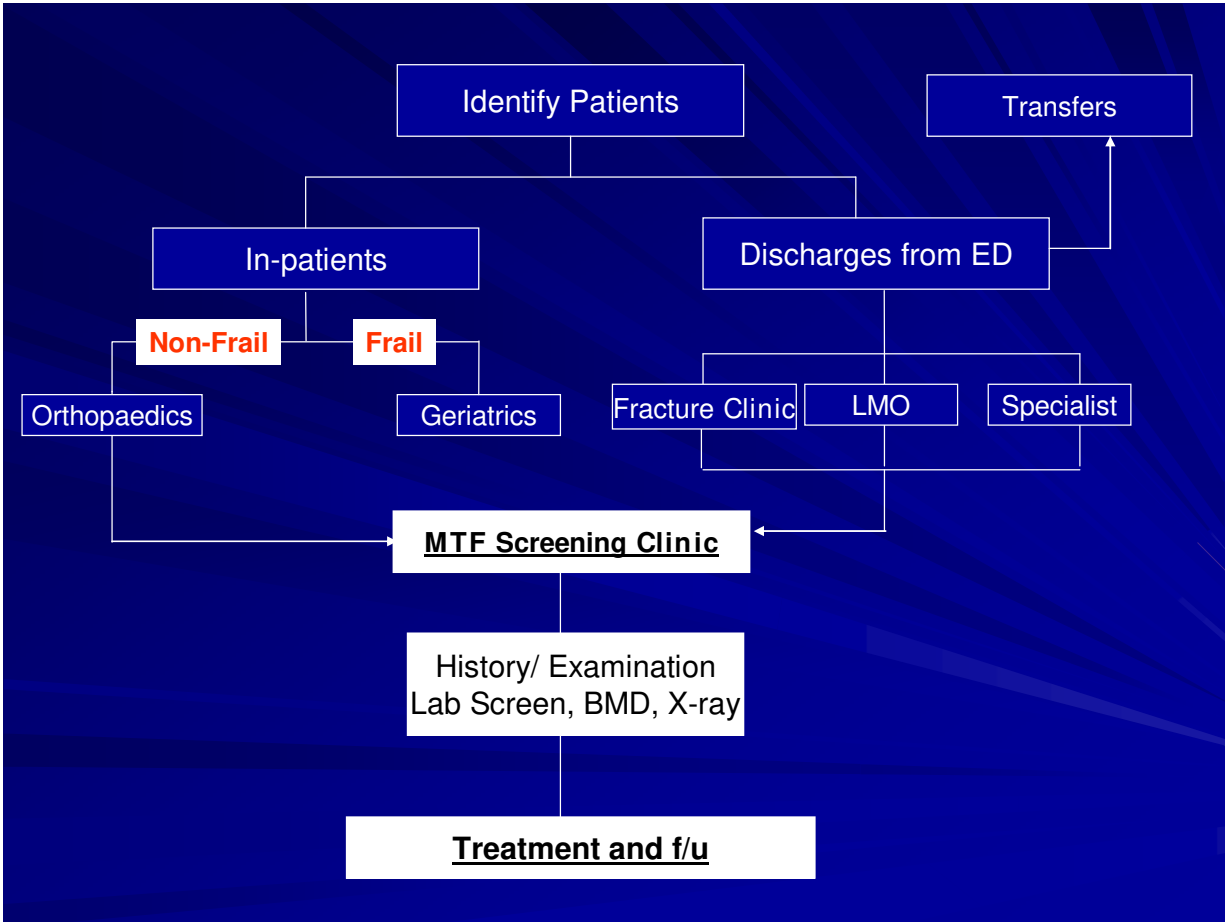 Identify Patients
Transfers
In-patients
Discharges from ED
Non-Frail
Frail
Orthopaedics
Geriatrics
Fracture Clinic
LMO
Specialist
MTF Screening Clinic
History/ Examination
Lab Screen, BMD, X-ray
Treatment and f/u